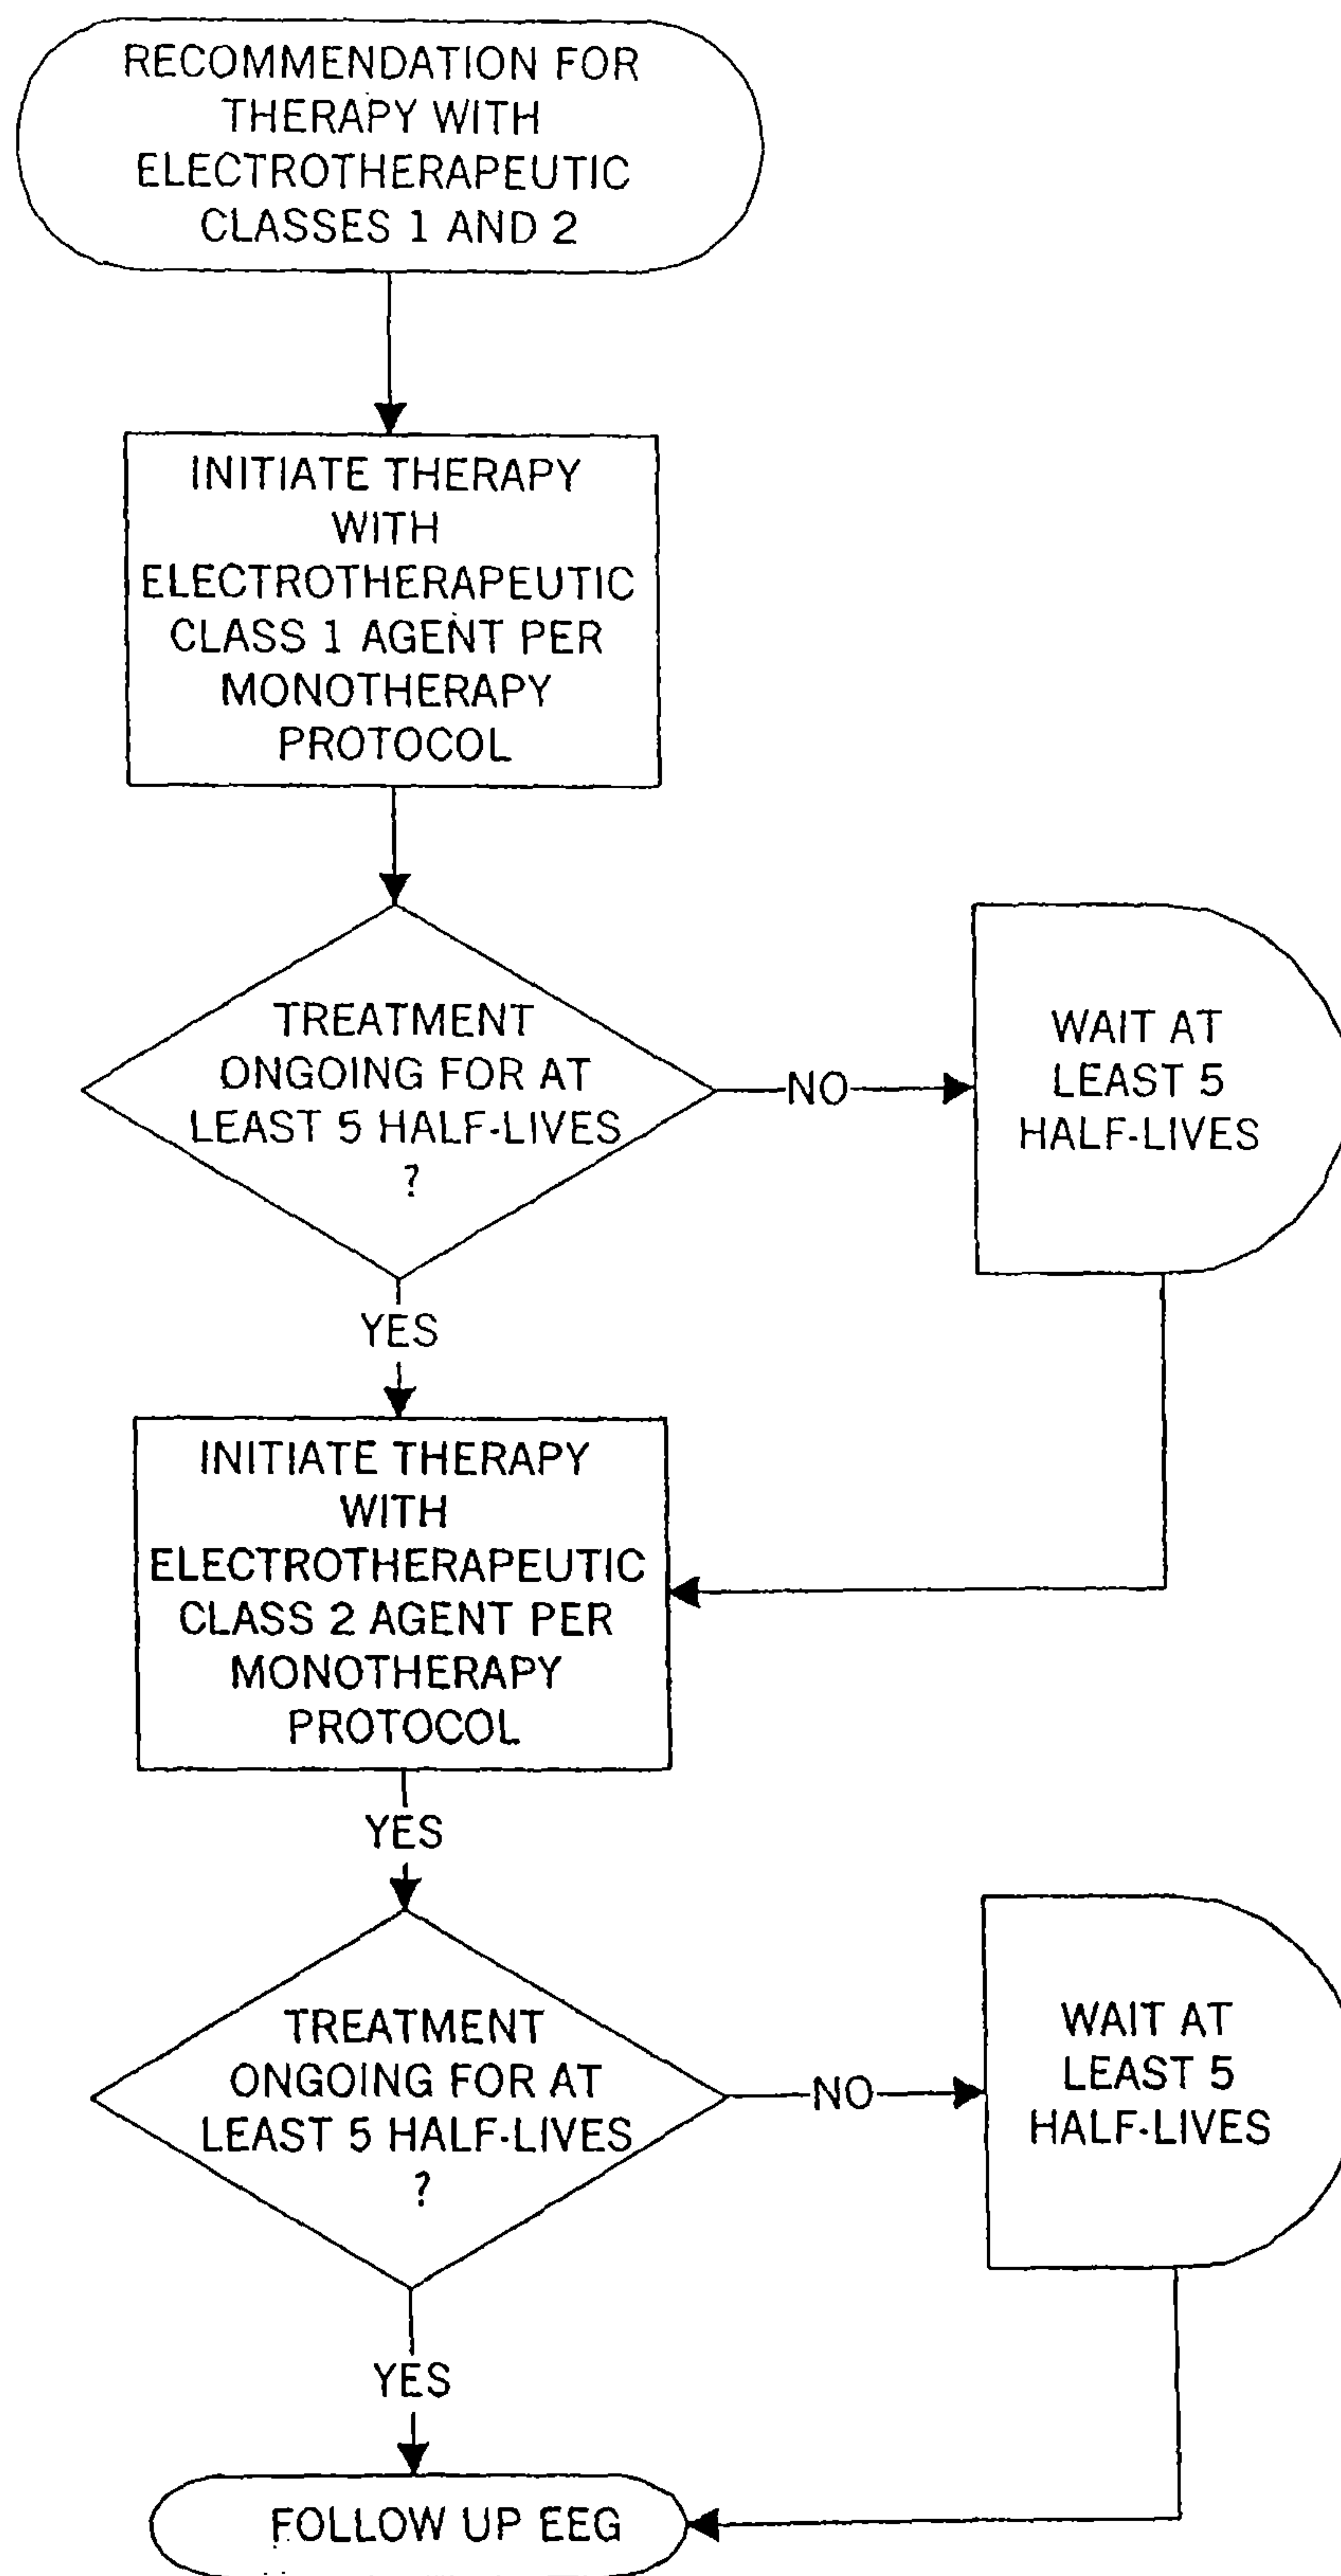 RECOMMENDATION FOR
THERAPY WITH
ELECTROTHERAPEUTIC
CLASSES 1 AND 2
INITIATE THERAPY
WITH
ELECTROTHERAPEUTIC
CLASS 1 AGENT PER
MONOTHERAPY
PROTOCOL
TREATMENT
ONGOING FOR AT
LEAST 5 HALF-LIVES
?
NO
WAIT AT
LEAST 5
HALF-LIVES
YES
INITIATE THERAPY
WITH
ELECTROTHERAPEUTIC
CLASS 2 AGENT PER
MONOTHERAPY
PROTOCOL
YES
TREATMENT
ONGOING FOR AT
LEAST 5 HALF-LIVES
?
NO
WAIT AT
LEAST 5
HALF-LIVES
YES
FOLLOW UP EEG